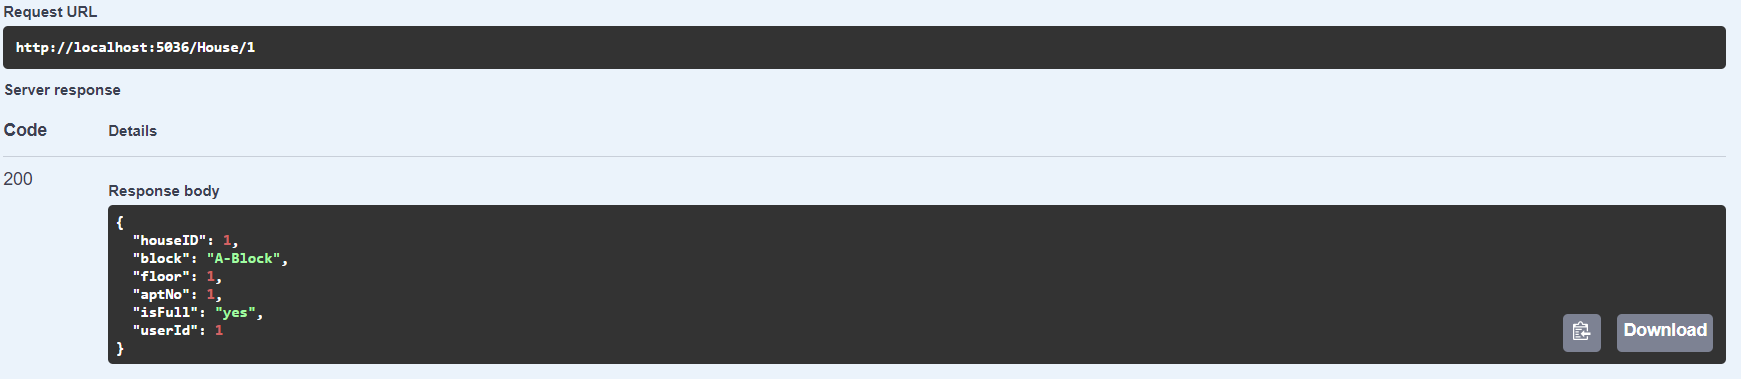 Request URL
http://localhost:5036/House/1
Server response
Code Details
200
Response body
{
"houseID": 1,
"block": "A-Block",
"floor": 1,
"aptNo": 1,
"isFull": "yes",
"userId": 1
}
Download